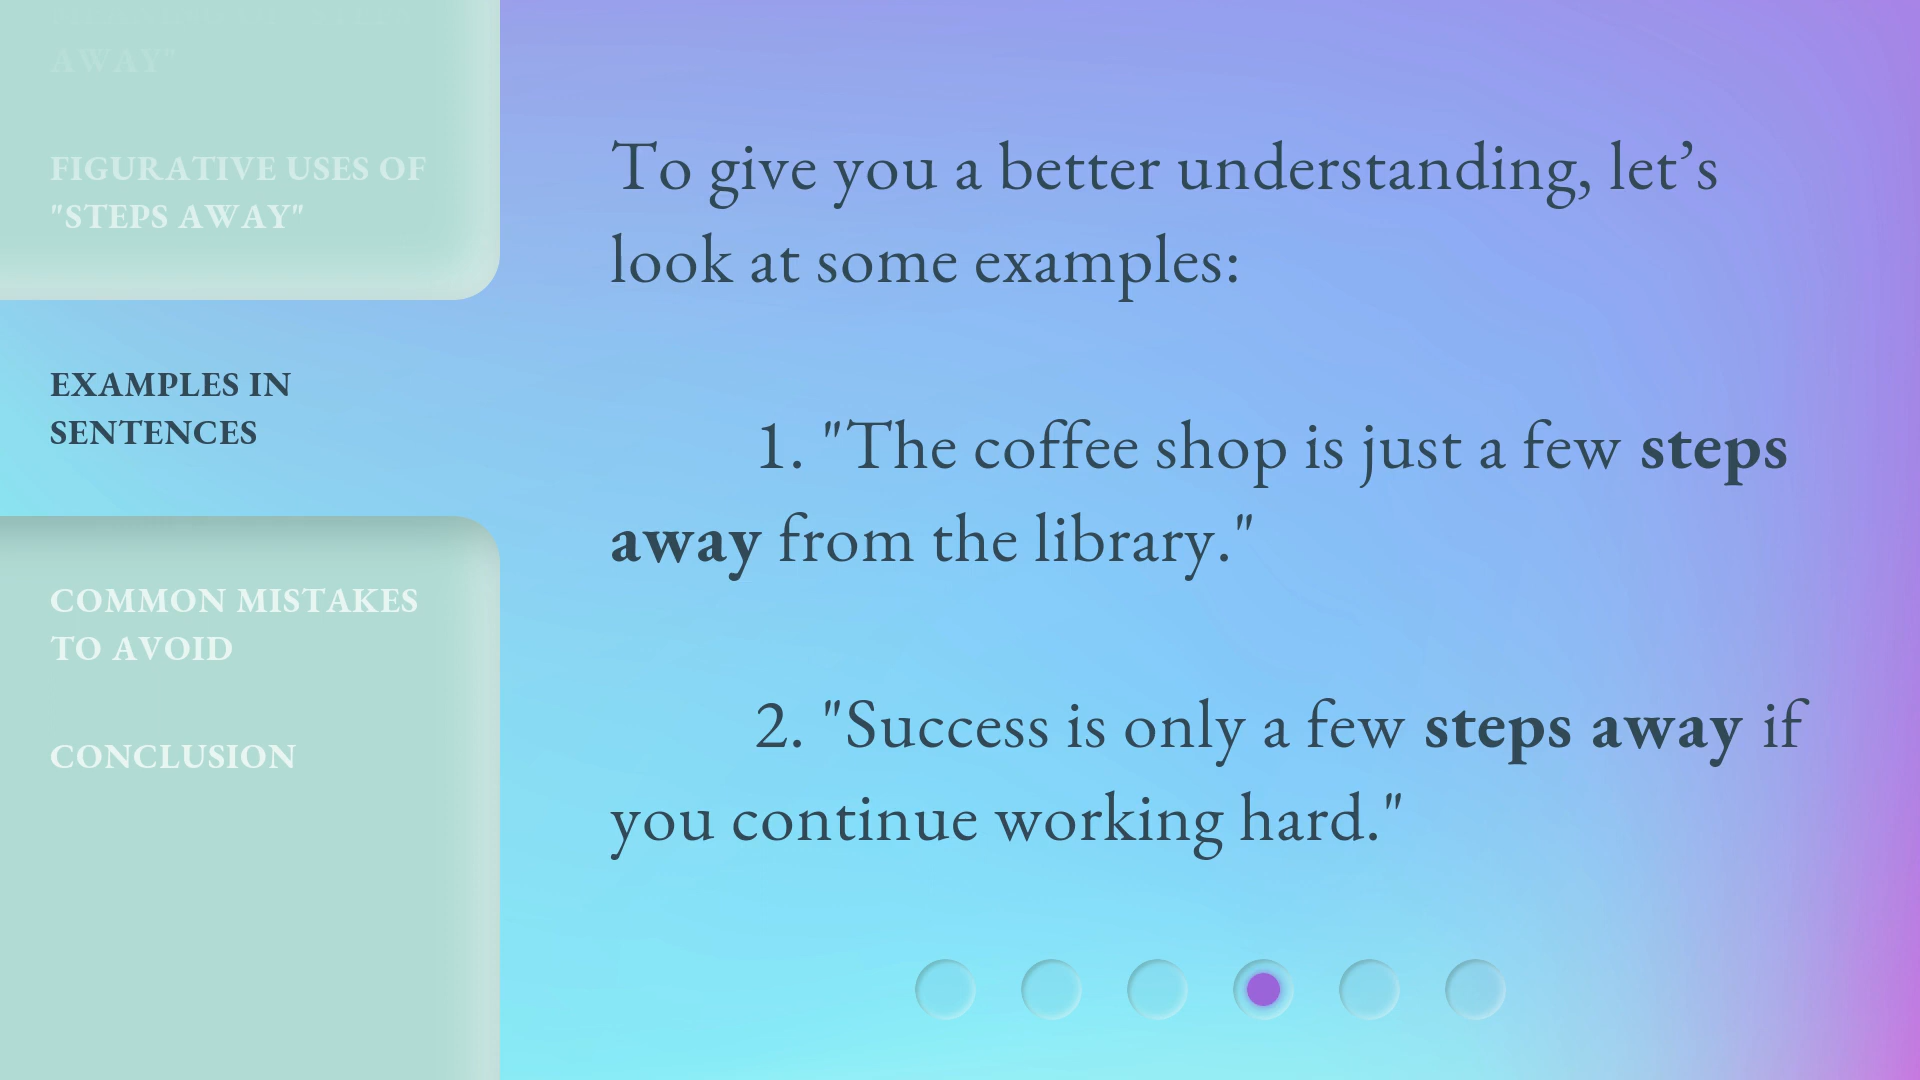 AWAY"
FIGURATIVE USES OF
"STEPS AWAY"
EXAMPLES IN
SENTENCES
COMMON MISTAKES
TO AVOID
CONCLUSION
To give you a better understanding, let’s
look at some examples:
1. "The coffee shop is just a few steps
away from the library."
2. "Success is only a few steps away if
you continue working hard."